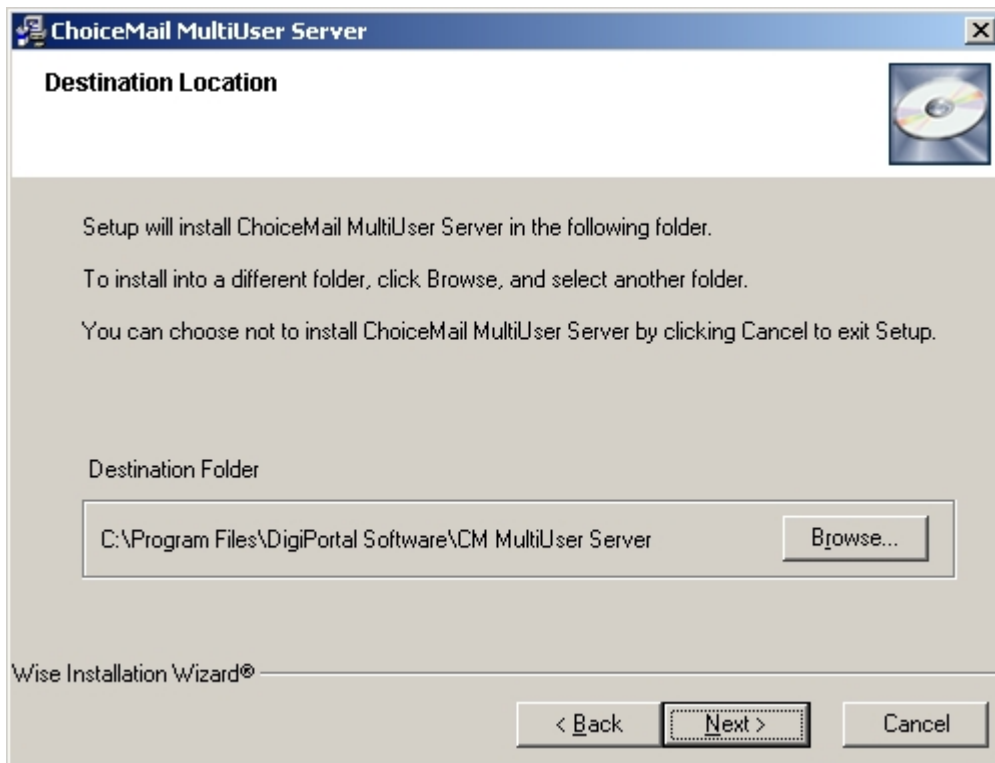 ChoiceMail MultiUser Server
Destination Location
Setup will install ChoiceMail MultiUser Server in the following folder.
To install into a different folder, click Browse, and select another folder.
You can choose not to install ChoiceMail MultiUser Server by clicking Cancel to exit Setup.
Destination Folder
C:\Program Files\DigiPortal Software\CM MultiUser Server
Browse...
Wise Installation Wizard®
< Back
Next >
Cancel